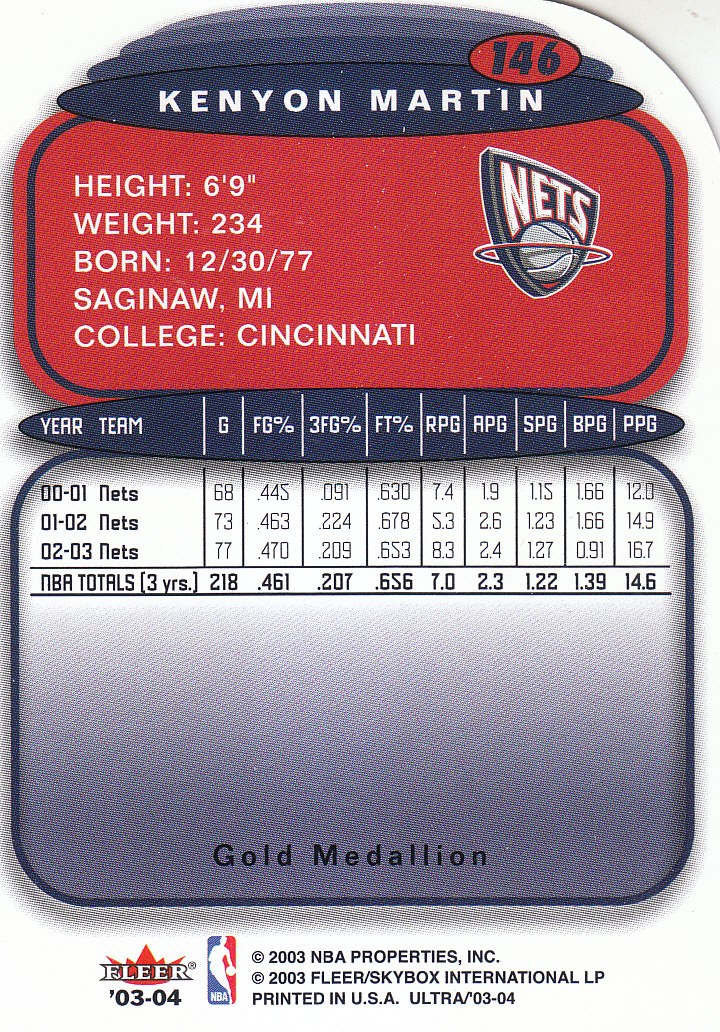 146
KENYON MARTIN
HEIGHT: 6'9"
WEIGHT: 234
BORN: 12/30/77
SAGINAW, MI
COLLEGE: CINCINNATI
NETS
YEAR TEAM G FG% 3FG% FT% RPG APG SPG BPG PPG
00-01 Nets 68 .445 .091 .630 7.4 1.9 1.15 1.66 12.0
01-02 Nets 73 .463 .224 .678 5.3 2.6 1.23 1.66 14.9
02-03 Nets 77 .470 .209 .653 8.3 2.4 1.27 0.91 16.7
NBA TOTALS (3 yrs.) 218 .461 .207 .656 7.0 2.3 1.22 1.39 14.6
Gold Medallion
FLEER®
'03-04
NBA
© 2003 NBA PROPERTIES, INC.
© 2003 FLEER/SKYBOX INTERNATIONAL LP
PRINTED IN U.S.A. ULTRA/'03-04